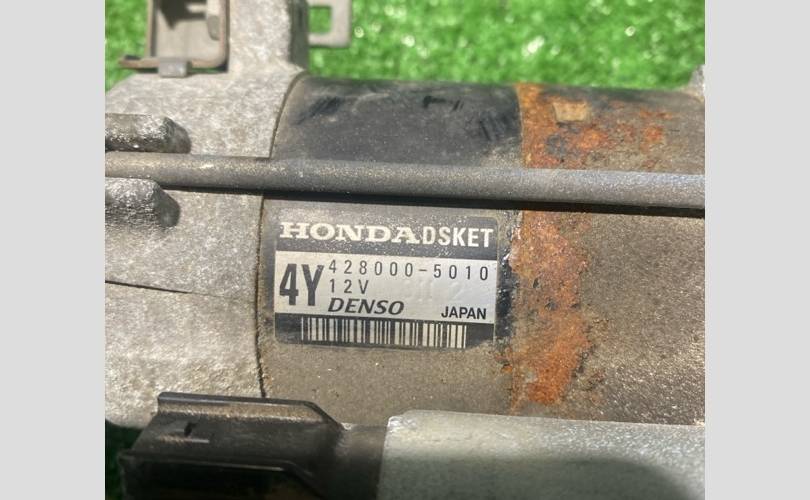 HONDA DSKET
4Y 428000-5010
12V
DENSO JAPAN